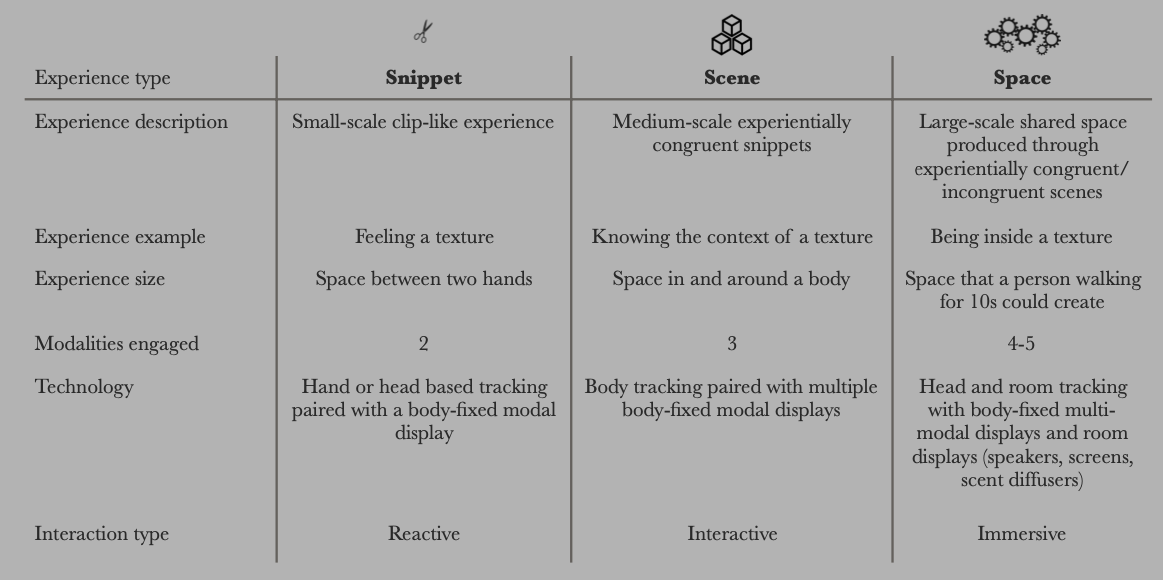 Experience type
Snippet
Scene
Space
Experience description
Small-scale clip-like experience
Medium-scale experientially
congruent snippets
Large-scale shared space
produced through
experientially congruent/
incongruent scenes
Experience example
Feeling a texture
Knowing the context of a texture
Being inside a texture
Experience size
Space between two hands
Space in and around a body
Space that a person walking
for 10s could create
Modalities engaged
2
3
4-5
Technology
Hand or head based tracking
paired with a body-fixed modal
display
Body tracking paired with multiple
body-fixed modal displays
Head and room tracking
with body-fixed multi-
modal displays and room
displays (speakers, screens,
scent diffusers)
Interaction type
Reactive
Interactive
Immersive